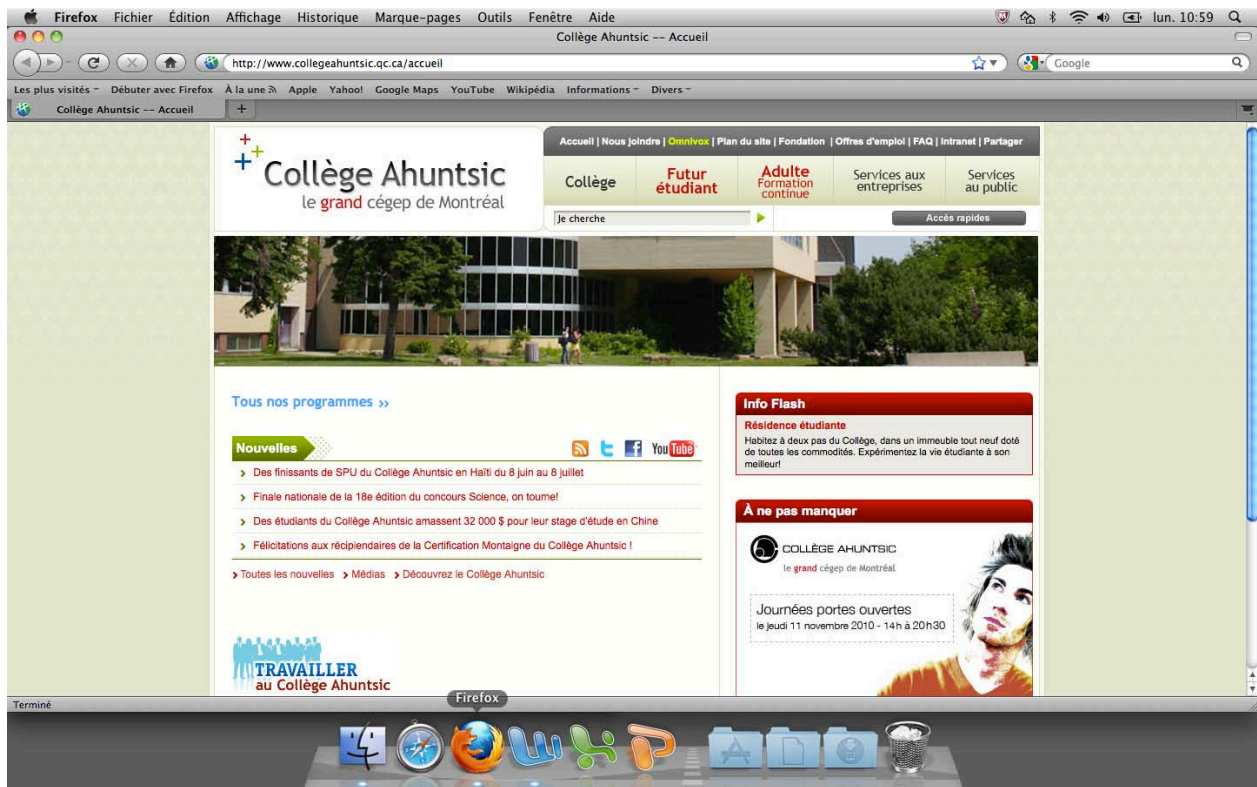 Firefox Fichier Édition Affichage Historique Marque-pages Outils Fenêtre Aide lun. 10:59
Collège Ahuntsic -- Accueil
http://www.collegeahuntsic.qc.ca/accueil
Google
Les plus visités Débuter avec Firefox À la une Apple Yahoo! Google Maps YouTube Wikipédia Informations Divers
Collège Ahuntsic -- Accueil +
Accueil | Nous joindre | Omnivox | Plan du site | Fondation | Offres d'emploi | FAQ | Intranet | Partager
Collège Ahuntsic
le grand cégep de Montréal
Collège
Futur
étudiant
Adulte
Formation
continue
Services aux
entreprises
Services
au public
Je cherche
Accès rapides
Tous nos programmes >>
Nouvelles
You Tube
Des finissants de SPU du Collège Ahuntsic en Haïti du 8 juin au 8 juillet
Finale nationale de la 18e édition du concours Science, on tourne!
Des étudiants du Collège Ahuntsic amassent 32 000 $ pour leur stage d'étude en Chine
Félicitations aux récipiendaires de la Certification Montaigne du Collège Ahuntsic !
Toutes les nouvelles Médias Découvrez le Collège Ahuntsic
TRAVAILLER
au Collège Ahuntsic
Info Flash
Résidence étudiante
Habitez à deux pas du Collège, dans un immeuble tout neuf doté
de toutes les commodités. Expérimentez la vie étudiante à son
meilleur!
À ne pas manquer
COLLÈGE AHUNTSIC
le grand cégep de Montréal
Journées portes ouvertes
le jeudi 11 novembre 2010 - 14h à 20h30
Terminé
Firefox